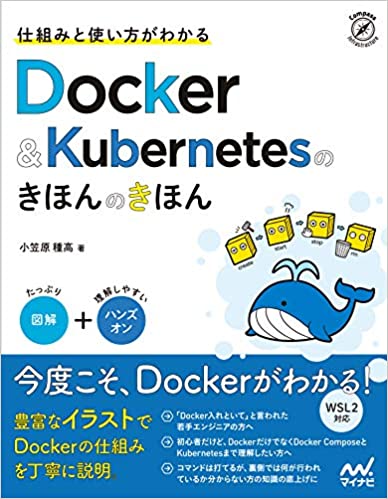 仕組みと使い方がわかる
Compass
Infrastructure
Docker
&Kubernetesの
きほんのきほん
小笠原 種高 著
create
start
stop
rm
たっぷり
図解
+
理解しやすい
ハンズ
オン
今度こそ、Dockerがわかる!
WSL2
対応
豊富なイラストで
Dockerの仕組み
を丁寧に説明。
「Docker入れといて」と言われた
若手エンジニアの方へ
初心者だけど、DockerだけでなくDocker Composeと
Kubernetesまで理解したい方へ
コマンドは打てるが、裏側では何が行われ
ているか分からない方の知識の底上げに
マイナビ